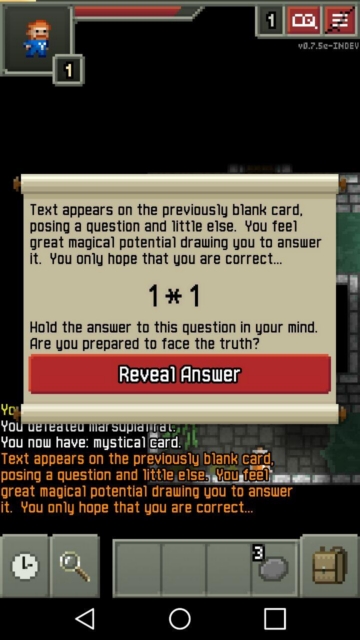 1
v0.7.5e-INDEV
1
Text appears on the previously blank card,
posing a question and little else. You feel
great magical potential drawing you to answer
it. You only hope that you are correct...
1 * 1
Hold the answer to this question in your mind.
Are you prepared to face the truth?
Reveal Answer
You defeated marsupial rat.
You now have: mystical card.
Text appears on the previously blank card,
posing a question and little else. You feel
great magical potential drawing you to answer
it. You only hope that you are correct...
3